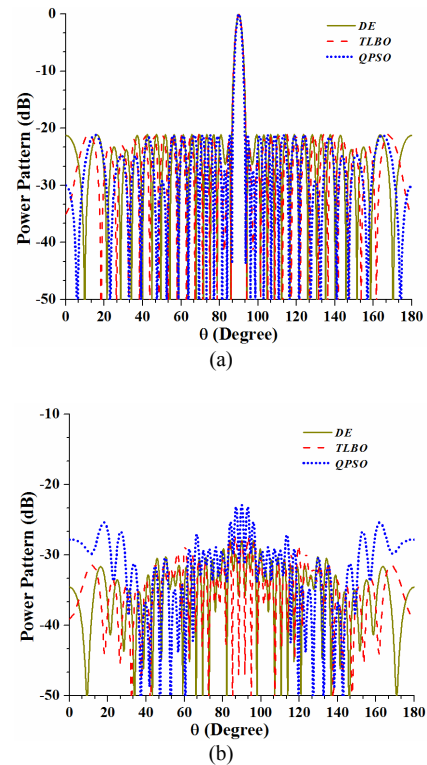 0
-10
-20
-30
-40
-50
Power Pattern (dB)
DE
TLBO
QPSO
0 20 40 60 80 100 120 140 160 180
θ (Degree)
(a)
-10
-20
-30
-40
-50
Power Pattern (dB)
DE
TLBO
QPSO
0 20 40 60 80 100 120 140 160 180
θ (Degree)
(b)